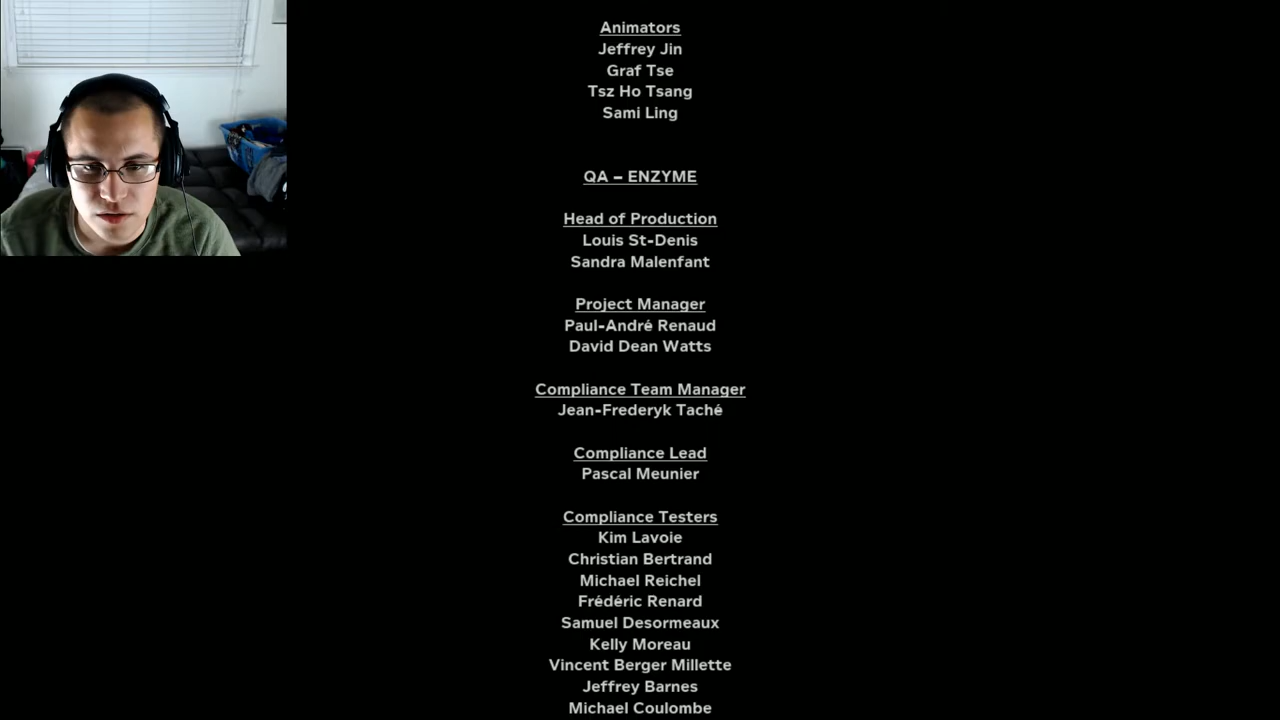 Animators
Jeffrey Jin
Graf Tse
Tsz Ho Tsang
Sami Ling
QA – ENZYME
Head of Production
Louis St-Denis
Sandra Malenfant
Project Manager
Paul-André Renaud
David Dean Watts
Compliance Team Manager
Jean-Frederyk Taché
Compliance Lead
Pascal Meunier
Compliance Testers
Kim Lavoie
Christian Bertrand
Michael Reichel
Frédéric Renard
Samuel Desormeaux
Kelly Moreau
Vincent Berger Millette
Jeffrey Barnes
Michael Coulombe